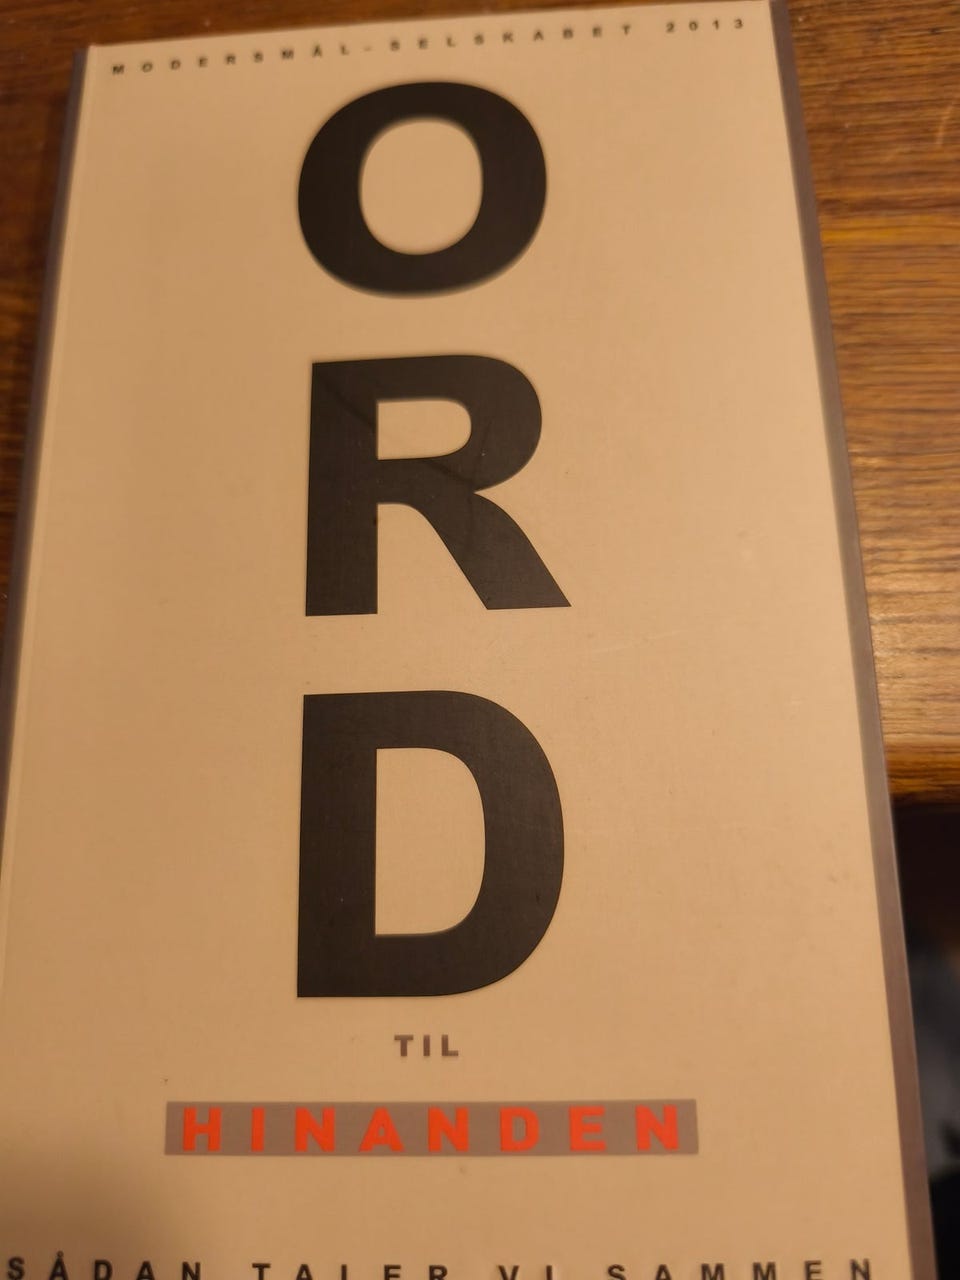 MODERSMÅL-SELSKABET 2013
O
R
D
TIL
HINANDEN
SÅDAN TALER VI SAMMEN